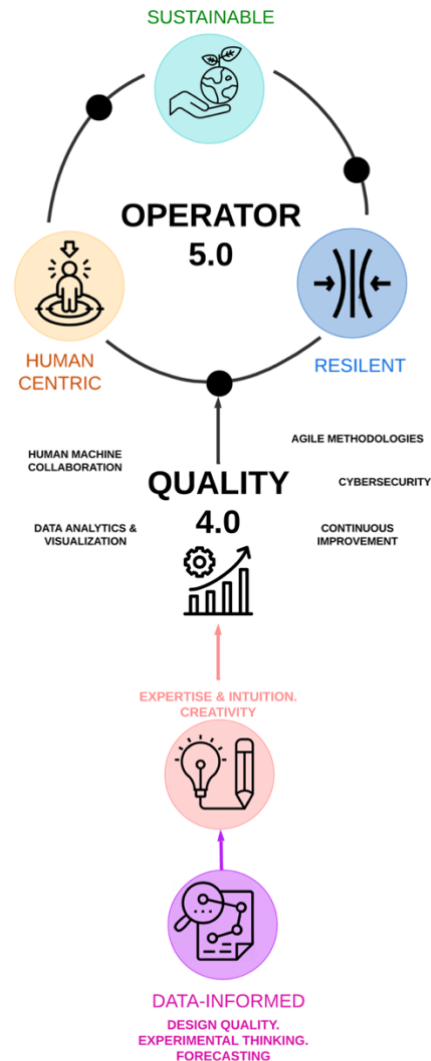 SUSTAINABLE
OPERATOR
5.0
HUMAN
CENTRIC
RESILENT
AGILE METHODOLOGIES
HUMAN MACHINE
COLLABORATION
QUALITY
4.0
CYBERSECURITY
DATA ANALYTICS &
VISUALIZATION
CONTINUOUS
IMPROVEMENT
EXPERTISE & INTUITION.
CREATIVITY
DATA-INFORMED
DESIGN QUALITY.
EXPERIMENTAL THINKING.
FORECASTING